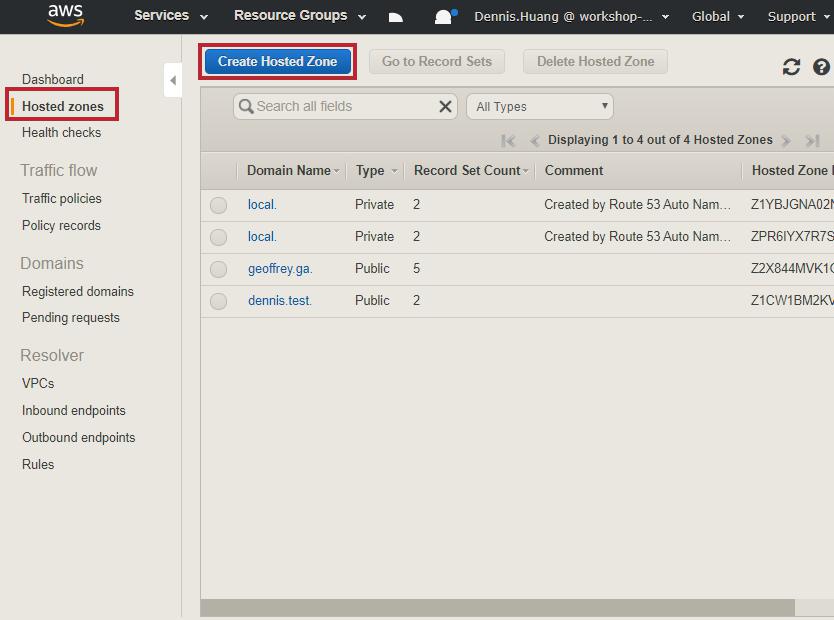 aws Services Resource Groups Dennis.Huang @ workshop-... Global Support
Create Hosted Zone Go to Record Sets Delete Hosted Zone
Dashboard
Hosted zones
Health checks
Traffic flow
Traffic policies
Policy records
Domains
Registered domains
Pending requests
Resolver
VPCs
Inbound endpoints
Outbound endpoints
Rules
Search all fields All Types
Displaying 1 to 4 out of 4 Hosted Zones
Domain Name Type Record Set Count Comment Hosted Zone
local. Private 2 Created by Route 53 Auto Nam... Z1YBJGNA02
local. Private 2 Created by Route 53 Auto Nam... ZPR6IYX7R7S
geoffrey.ga. Public 5 Z2X844MVK1
dennis.test. Public 2 Z1CW1BM2KV